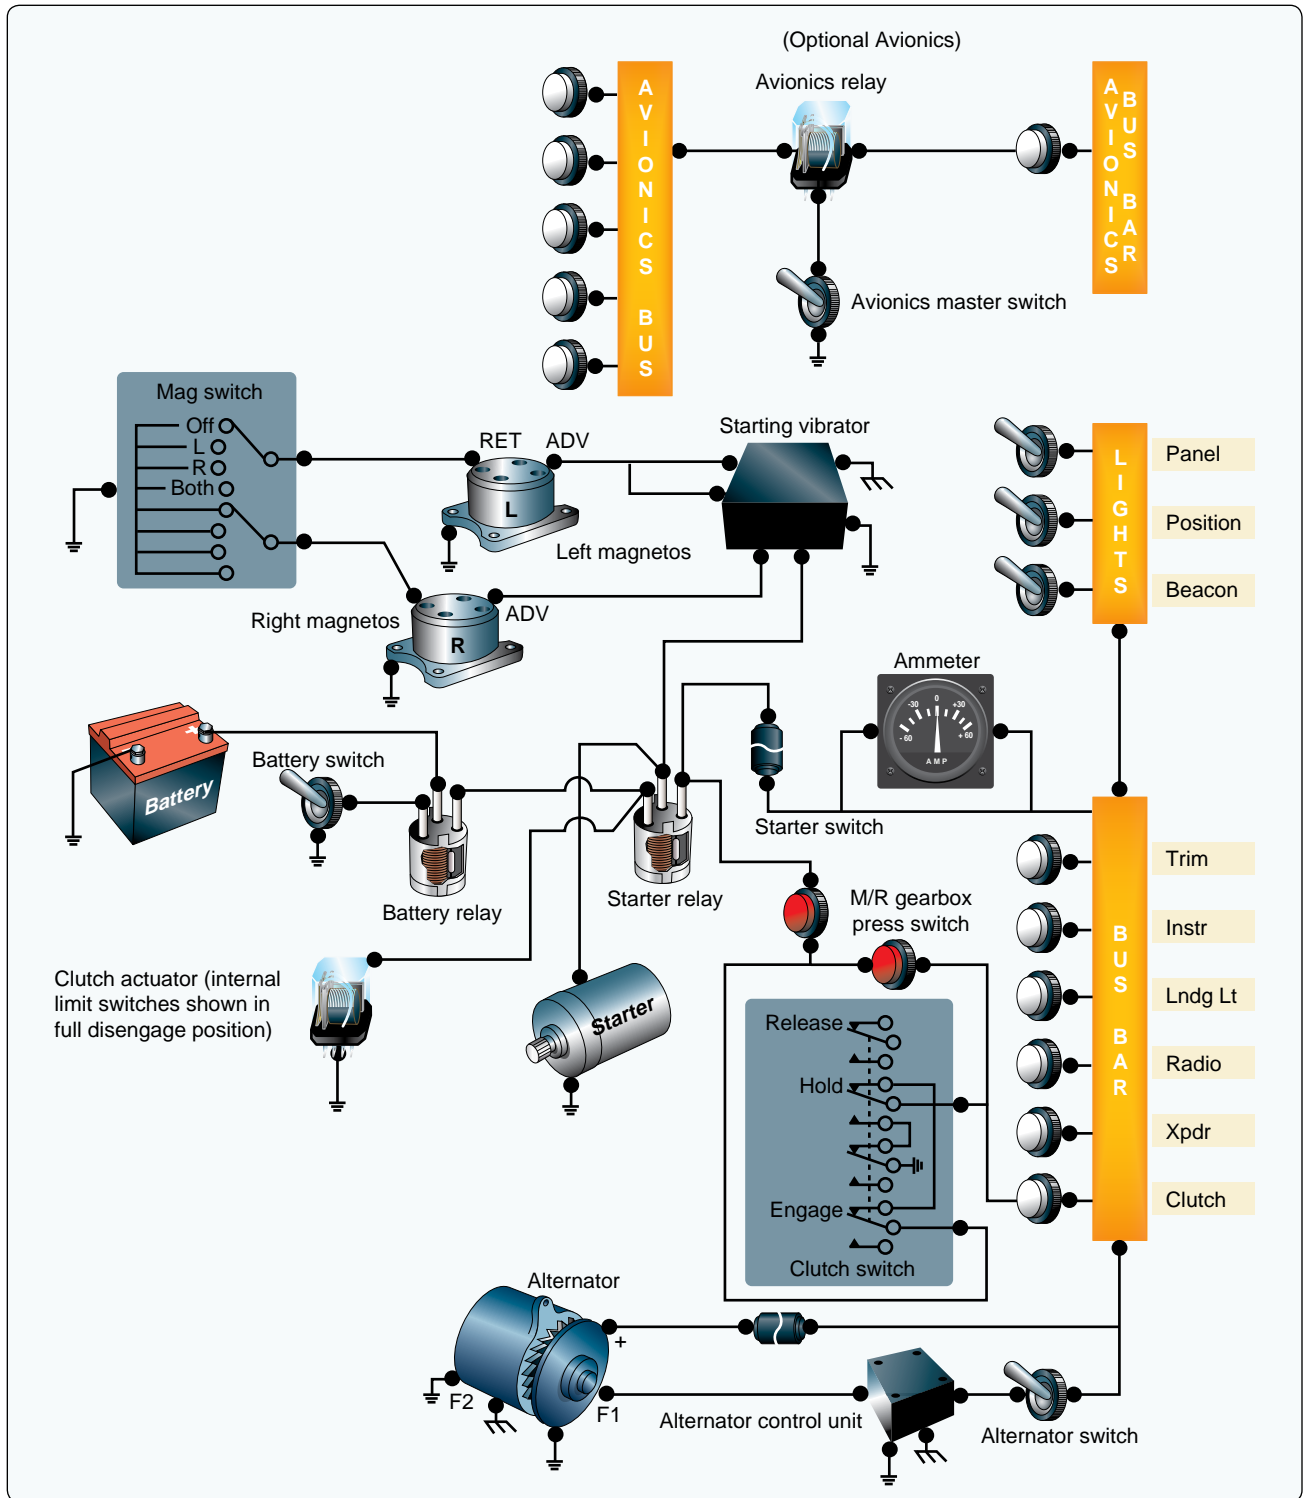 (Optional Avionics)
AVIONICS BUS
Avionics relay
AVIONICS
BUS BAR
Avionics master switch
Mag switch
Off
L
R
Both
RET
ADV
L
Left magnetos
Starting vibrator
Right magnetos
ADV
R
LIGHTS
Panel
Position
Beacon
Ammeter
-30
0
+30
- 60
+ 60
AMP
- +
Battery
Battery switch
Battery relay
Starter relay
Starter switch
M/R gearbox
press switch
Clutch actuator (internal
limit switches shown in
full disengage position)
Starter
Release
Hold
Engage
Clutch switch
BUS BAR
Trim
Instr
Lndg Lt
Radio
Xpdr
Clutch
Alternator
+
F2
F1
Alternator control unit
Alternator switch